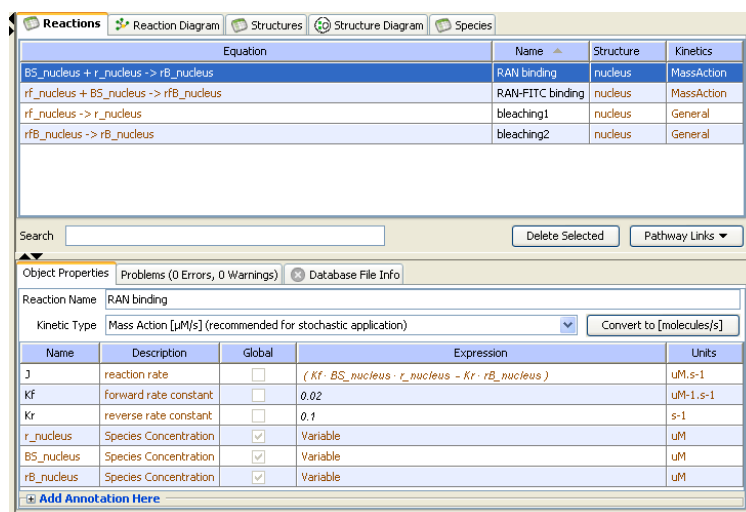 Reactions Reaction Diagram Structures Structure Diagram Species
Equation Name Structure Kinetics
BS_nucleus + r_nucleus -> rB_nucleus RAN binding nucleus MassAction
rf_nucleus + BS_nucleus -> rfB_nucleus RAN-FITC binding nucleus MassAction
rf_nucleus -> r_nucleus bleaching1 nucleus General
rfB_nucleus -> rB_nucleus bleaching2 nucleus General
Search Delete Selected Pathway Links
Object Properties Problems (0 Errors, 0 Warnings) Database File Info
Reaction Name RAN binding
Kinetic Type Mass Action [µM/s] (recommended for stochastic application) Convert to [molecules/s]
Name Description Global Expression Units
J reaction rate ( Kf · BS_nucleus · r_nucleus - Kr · rB_nucleus ) uM.s-1
Kf forward rate constant 0.02 uM-1.s-1
Kr reverse rate constant 0.1 s-1
r_nucleus Species Concentration Variable uM
BS_nucleus Species Concentration Variable uM
rB_nucleus Species Concentration Variable uM
Add Annotation Here